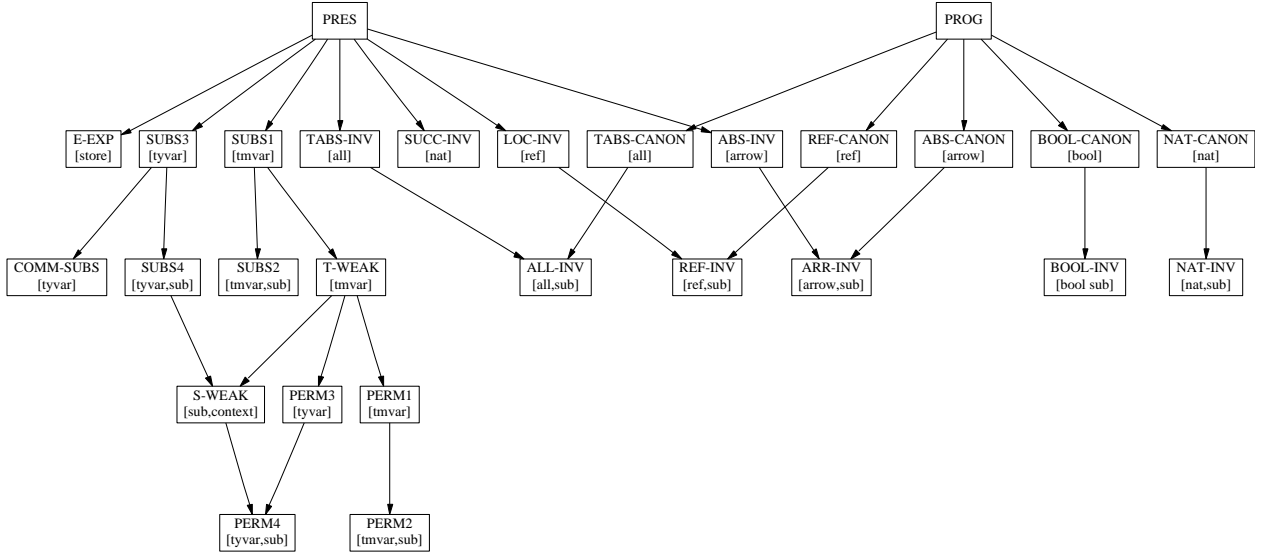 PRES
PROG
E-EXP
[store]
SUBS3
[tyvar]
SUBS1
[tmvar]
TABS-INV
[all]
SUCC-INV
[nat]
LOC-INV
[ref]
TABS-CANON
[all]
ABS-INV
[arrow]
REF-CANON
[ref]
ABS-CANON
[arrow]
BOOL-CANON
[bool]
NAT-CANON
[nat]
COMM-SUBS
[tyvar]
SUBS4
[tyvar,sub]
SUBS2
[tmvar,sub]
T-WEAK
[tmvar]
ALL-INV
[all,sub]
REF-INV
[ref,sub]
ARR-INV
[arrow,sub]
BOOL-INV
[bool sub]
NAT-INV
[nat,sub]
S-WEAK
[sub,context]
PERM3
[tyvar]
PERM1
[tmvar]
PERM4
[tyvar,sub]
PERM2
[tmvar,sub]